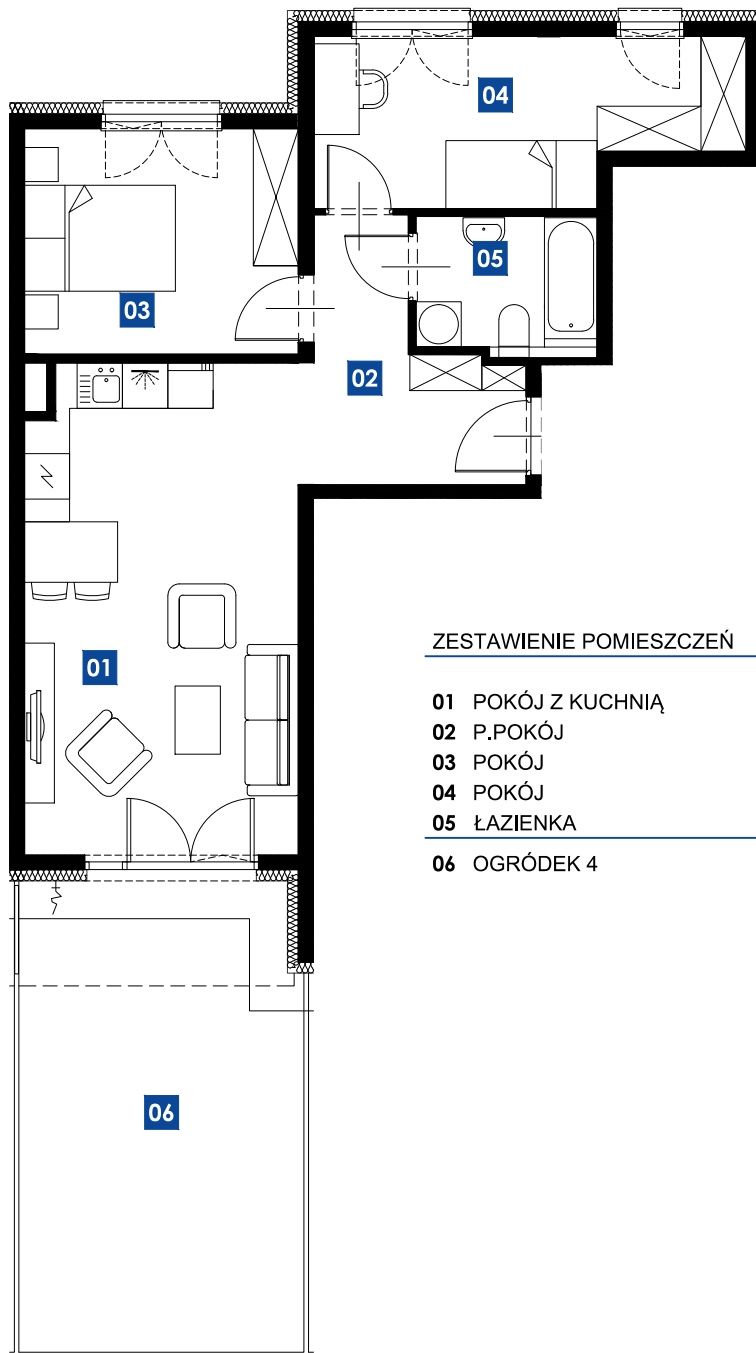 04
05
03
02
01
ZESTAWIENIE POMIESZCZEŃ
01 POKÓJ Z KUCHNIĄ
02 P.POKÓJ
03 POKÓJ
04 POKÓJ
05 ŁAZIENKA
06 OGRÓDEK 4
06